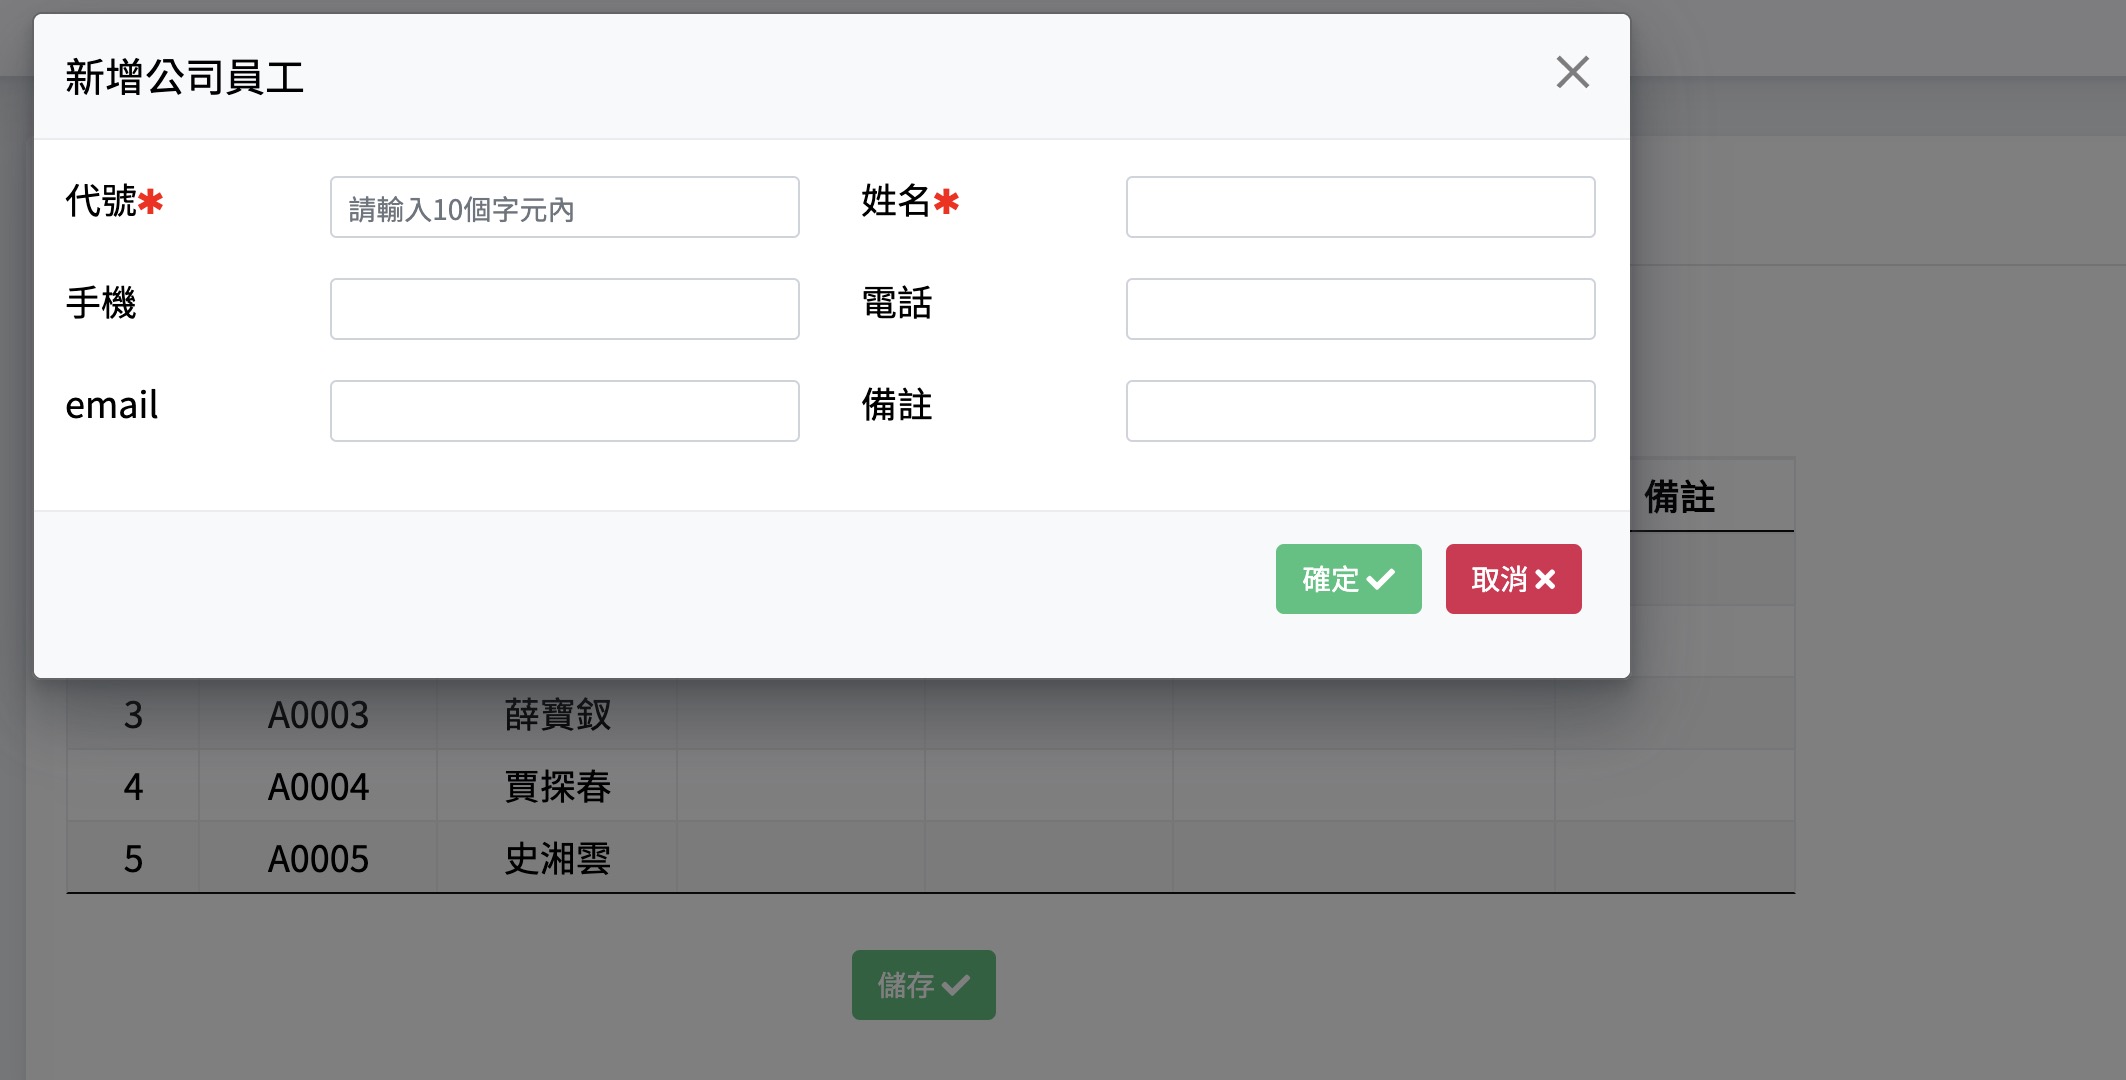 新增公司員工
代號* 請輸入10個字元內 姓名*
手機 電話
email 備註
備註
確定 取消
3 A0003 薛寶釵
4 A0004 賈探春
5 A0005 史湘雲
儲存